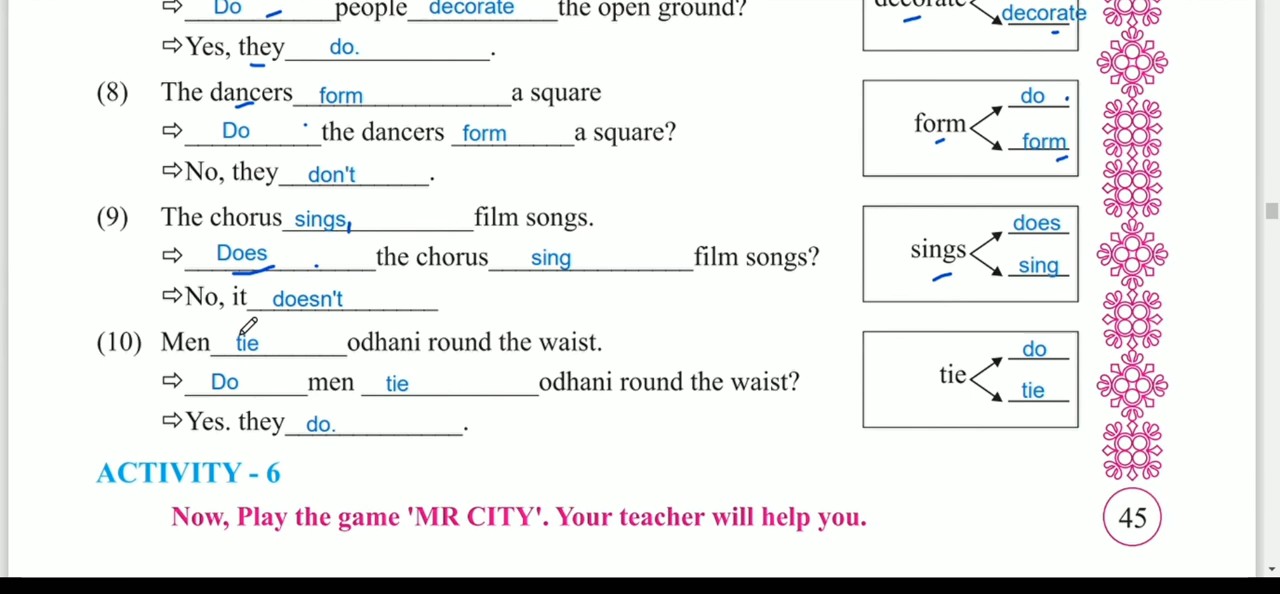 ⇨ Do people decorate the open ground?
decorate
decorate
⇨Yes, they do. .
(8) The dancers form a square
do
form
form
⇨ Do the dancers form a square?
⇨No, they don't .
(9) The chorus sings, film songs.
does
sings
sing
⇨ Does the chorus sing film songs?
⇨No, it doesn't
(10) Men tie odhani round the waist.
do
tie
tie
⇨ Do men tie odhani round the waist?
⇨Yes. they do. .
ACTIVITY - 6
Now, Play the game 'MR CITY'. Your teacher will help you.
45